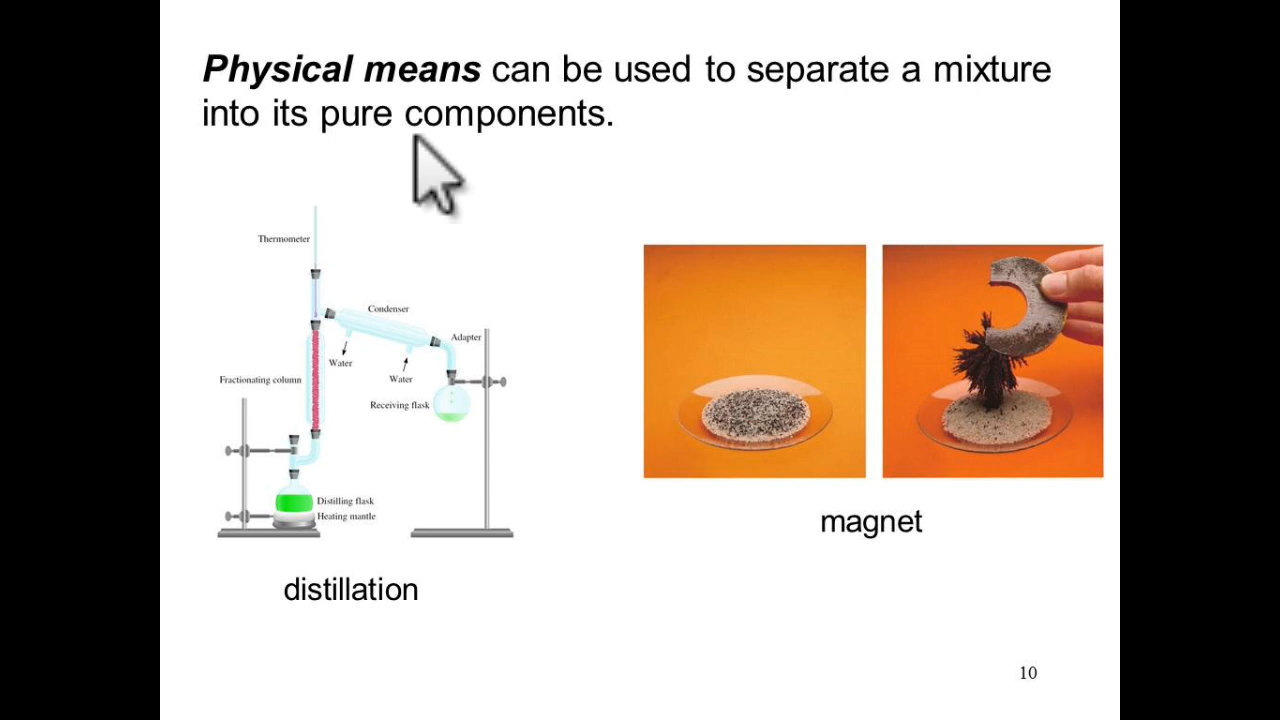 Physical means can be used to separate a mixture
into its pure components.
Thermometer
Condenser
Adapter
Water
Water
Fractionating column
Receiving flask
Distilling flask
Heating mantle
distillation
magnet
10